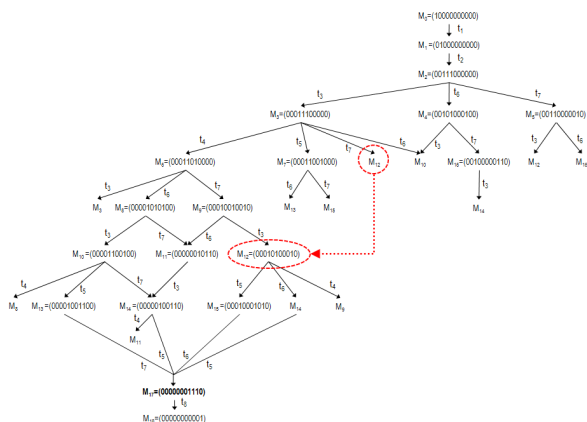 M₀=(10000000000)
t₁
M₁=(01000000000)
t₂
M₂=(00111000000)
t₃ t₆ t₇
M₃=(00011100000) M₄=(00101000100) M₅=(00110000010)
t₄ t₅ t₇ t₆ t₃ t₇ t₃ t₆
M₆=(00011010000) M₇=(00011001000) M₁₂ M₁₀ M₁₆=(00100000110) M₁₂ M₁₆
t₃ t₆ t₇ t₆ t₇ t₃
M₃ M₈=(00001010100) M₉=(00010010010) M₁₃ M₁₅ M₁₄
t₃ t₇ t₆ t₃
M₁₀=(00001100100) M₁₁=(00000010110) M₁₂=(00010100010)
t₄ t₅ t₇ t₃ t₅ t₆ t₄
M₈ M₁₃=(00001001100) M₁₄=(00000100110) M₁₅=(00010001010) M₁₄ M₉
t₄
M₁₁
t₇ t₅ t₆ t₅
M₁₇=(00000001110)
t₈
M₁₈=(00000000001)